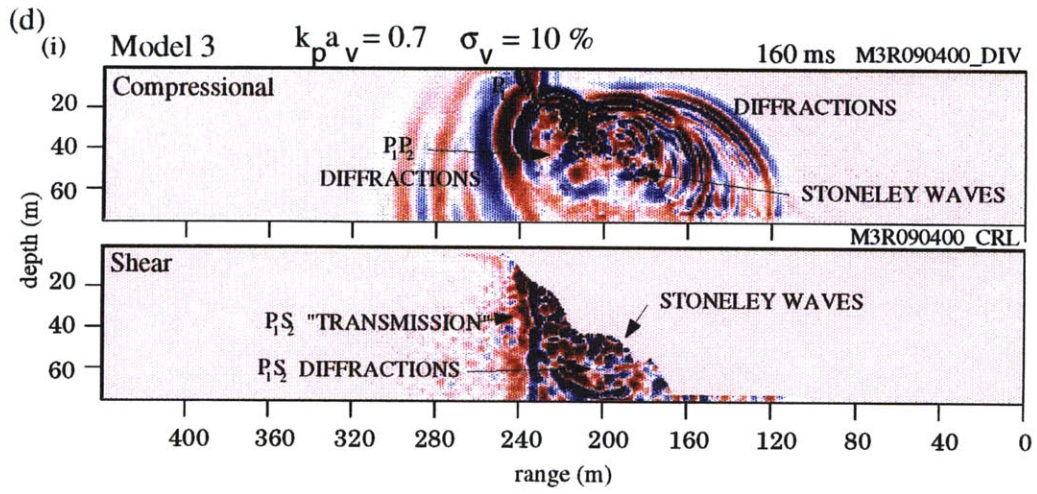 (d)
(i) Model 3 kₚaᵥ = 0.7 σᵥ = 10 % 160 ms M3R090400_DIV
Compressional
DIFFRACTIONS
P₁P₂
DIFFRACTIONS
STONELEY WAVES
M3R090400_CRL
Shear
STONELEY WAVES
P₁S₂ "TRANSMISSION"
P₁S₂ DIFFRACTIONS
20
40
60
20
40
60
depth (m)
400 360 320 280 240 200 160 120 80 40 0
range (m)